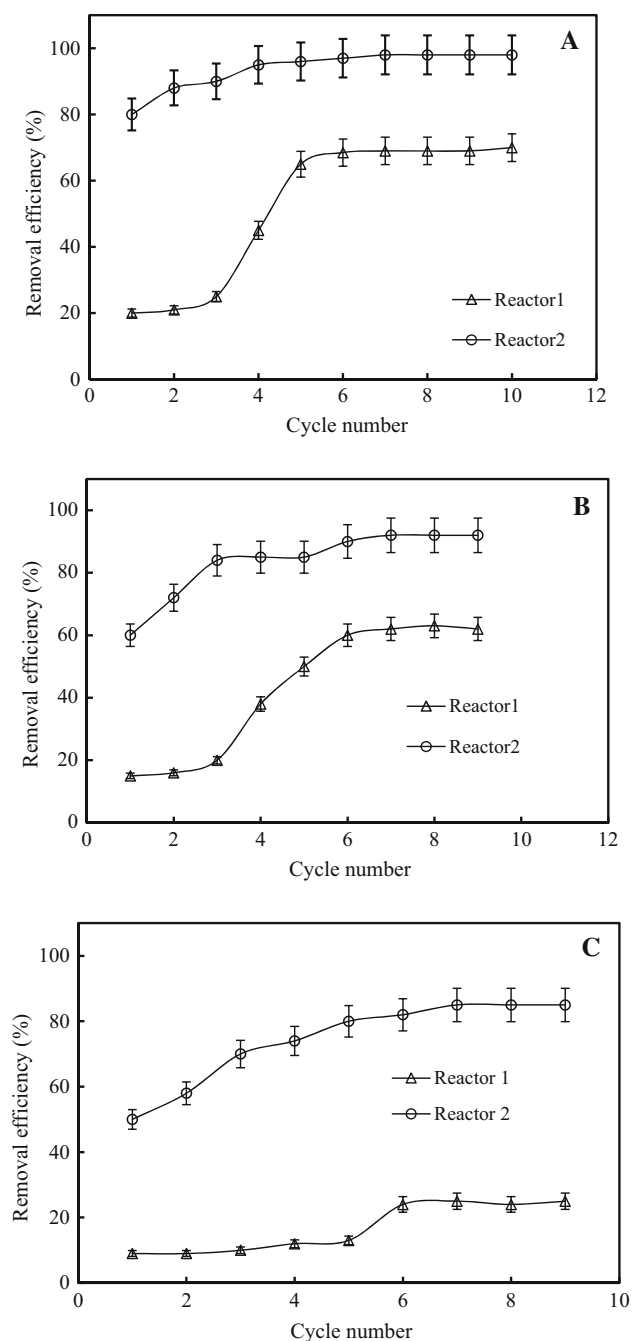 A
Removal efficiency (%)
100
80
60
40
20
0
Reactor1
Reactor2
0 2 4 6 8 10 12
Cycle number
B
Removal efficiency (%)
100
80
60
40
20
0
Reactor1
Reactor2
0 2 4 6 8 10 12
Cycle number
C
Removal efficiency (%)
100
80
60
40
20
0
Reactor 1
Reactor 2
0 2 4 6 8 10
Cycle number